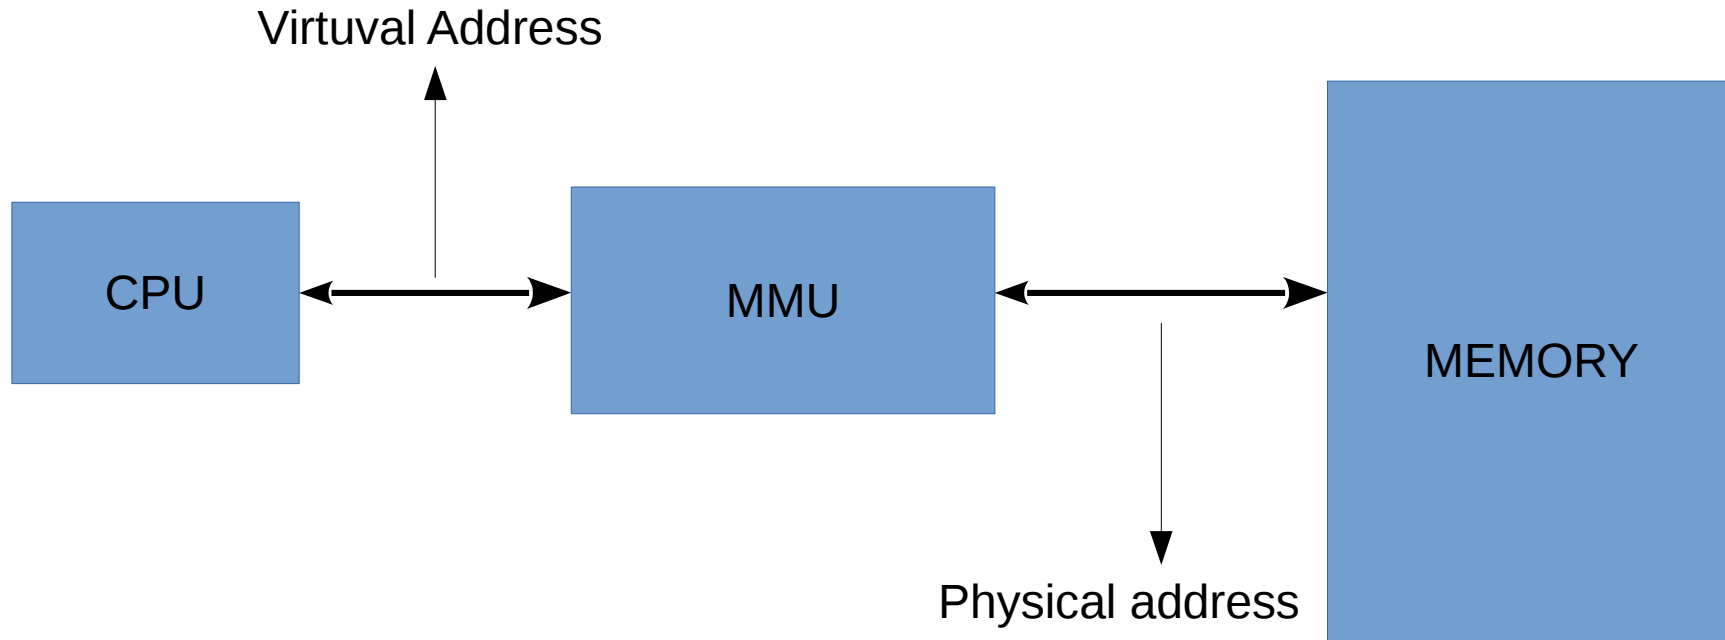 Virtuval Address
CPU
MMU
MEMORY
Physical address